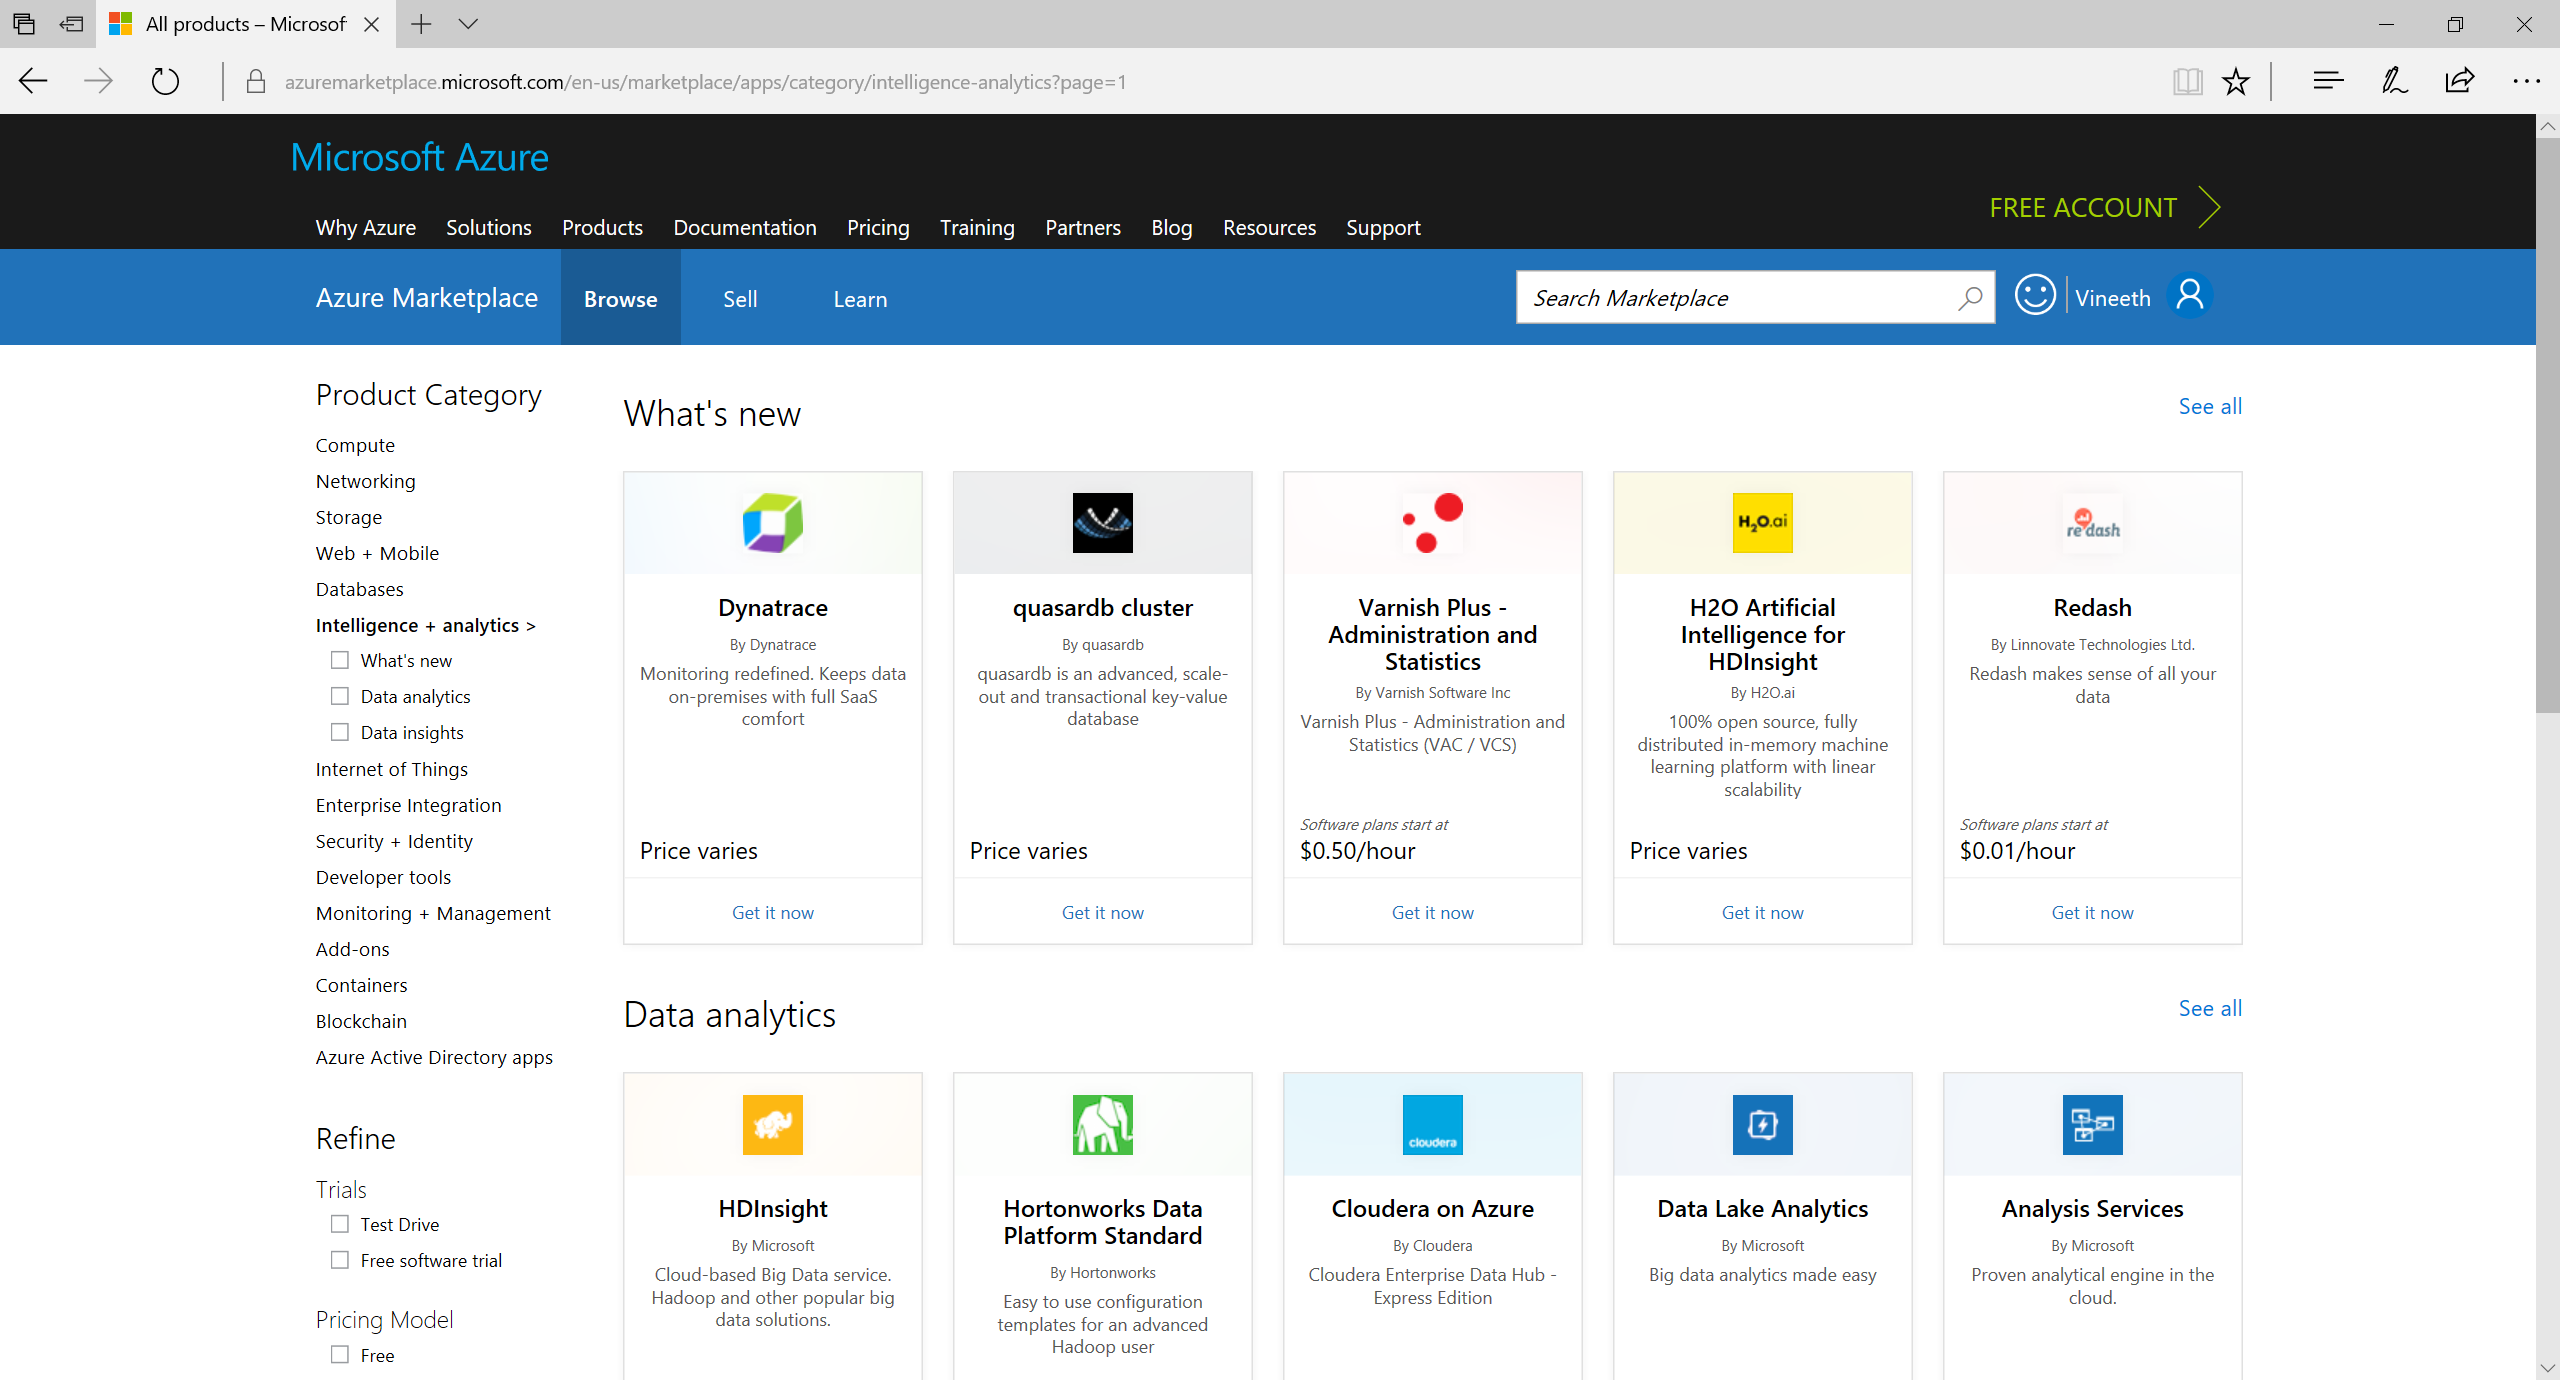 All products – Microsof
azuremarketplace.microsoft.com/en-us/marketplace/apps/category/intelligence-analytics?page=1
Microsoft Azure
FREE ACCOUNT
Why Azure Solutions Products Documentation Pricing Training Partners Blog Resources Support
Azure Marketplace Browse Sell Learn Search Marketplace Vineeth
Product Category
Compute
Networking
Storage
Web + Mobile
Databases
Intelligence + analytics >
What's new
Data analytics
Data insights
Internet of Things
Enterprise Integration
Security + Identity
Developer tools
Monitoring + Management
Add-ons
Containers
Blockchain
Azure Active Directory apps
Refine
Trials
Test Drive
Free software trial
Pricing Model
Free
What's new
See all
Dynatrace
By Dynatrace
Monitoring redefined. Keeps data
on-premises with full SaaS
comfort
Price varies
Get it now
quasardb cluster
By quasardb
quasardb is an advanced, scale-
out and transactional key-value
database
Price varies
Get it now
Varnish Plus -
Administration and
Statistics
By Varnish Software Inc
Varnish Plus - Administration and
Statistics (VAC / VCS)
Software plans start at
$0.50/hour
Get it now
H2O.ai
H2O Artificial
Intelligence for
HDInsight
By H2O.ai
100% open source, fully
distributed in-memory machine
learning platform with linear
scalability
Price varies
Get it now
redash
Redash
By Linnovate Technologies Ltd.
Redash makes sense of all your
data
Software plans start at
$0.01/hour
Get it now
Data analytics
See all
HDInsight
By Microsoft
Cloud-based Big Data service.
Hadoop and other popular big
data solutions.
Hortonworks Data
Platform Standard
By Hortonworks
Easy to use configuration
templates for an advanced
Hadoop user
cloudera
Cloudera on Azure
By Cloudera
Cloudera Enterprise Data Hub -
Express Edition
Data Lake Analytics
By Microsoft
Big data analytics made easy
Analysis Services
By Microsoft
Proven analytical engine in the
cloud.